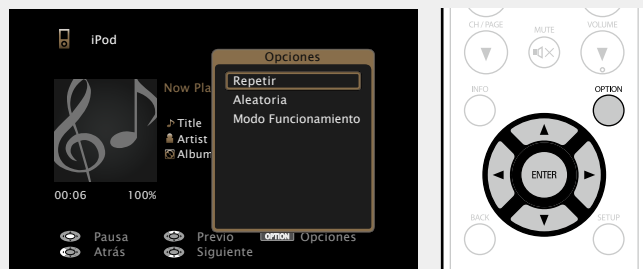 iPod
Opciones
Now Pla
Repetir
Aleatoria
Modo Funcionamiento
Title
Artist
Album
00:06 100%
Pausa Previo OPTION Opciones
Atrás Siguiente
CH / PAGE MUTE VOLUME
INFO OPTION
ENTER
BACK SETUP